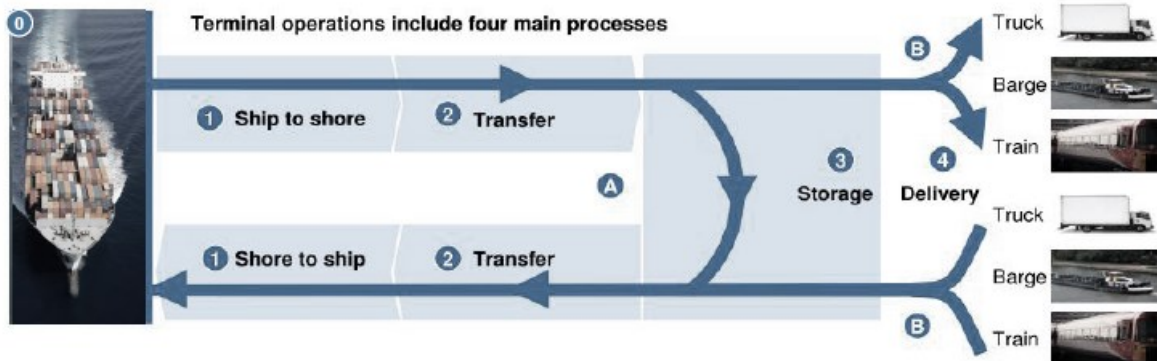 0
Terminal operations include four main processes
B
Truck
Barge
Train
1 Ship to shore
2 Transfer
A
3
Storage
4
Delivery
Truck
Barge
Train
1 Shore to ship
2 Transfer
B